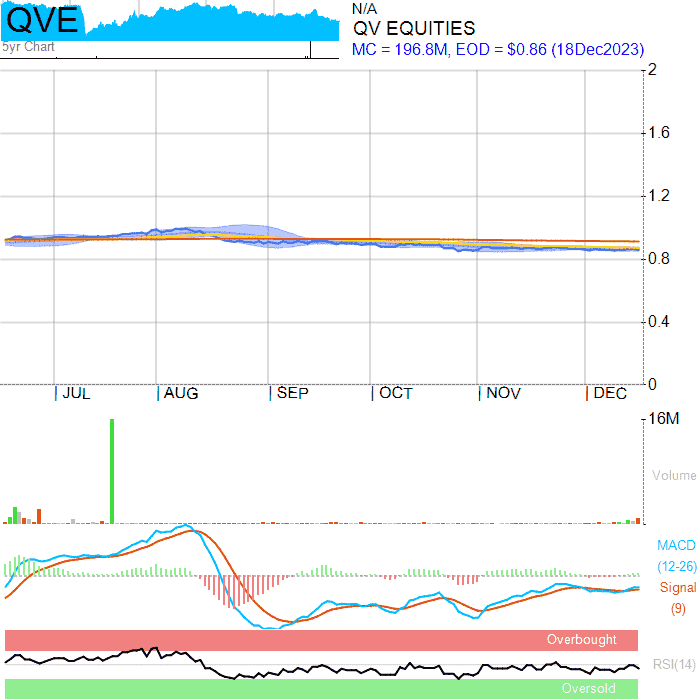 QVE
5yr Chart
N/A
QV EQUITIES
MC = 196.8M, EOD = $0.86 (18Dec2023)
2
1.6
1.2
0.8
0.4
0
JUL AUG SEP OCT NOV DEC
16M
Volume
MACD
(12-26)
Signal
(9)
Overbought
RSI(14)
Oversold